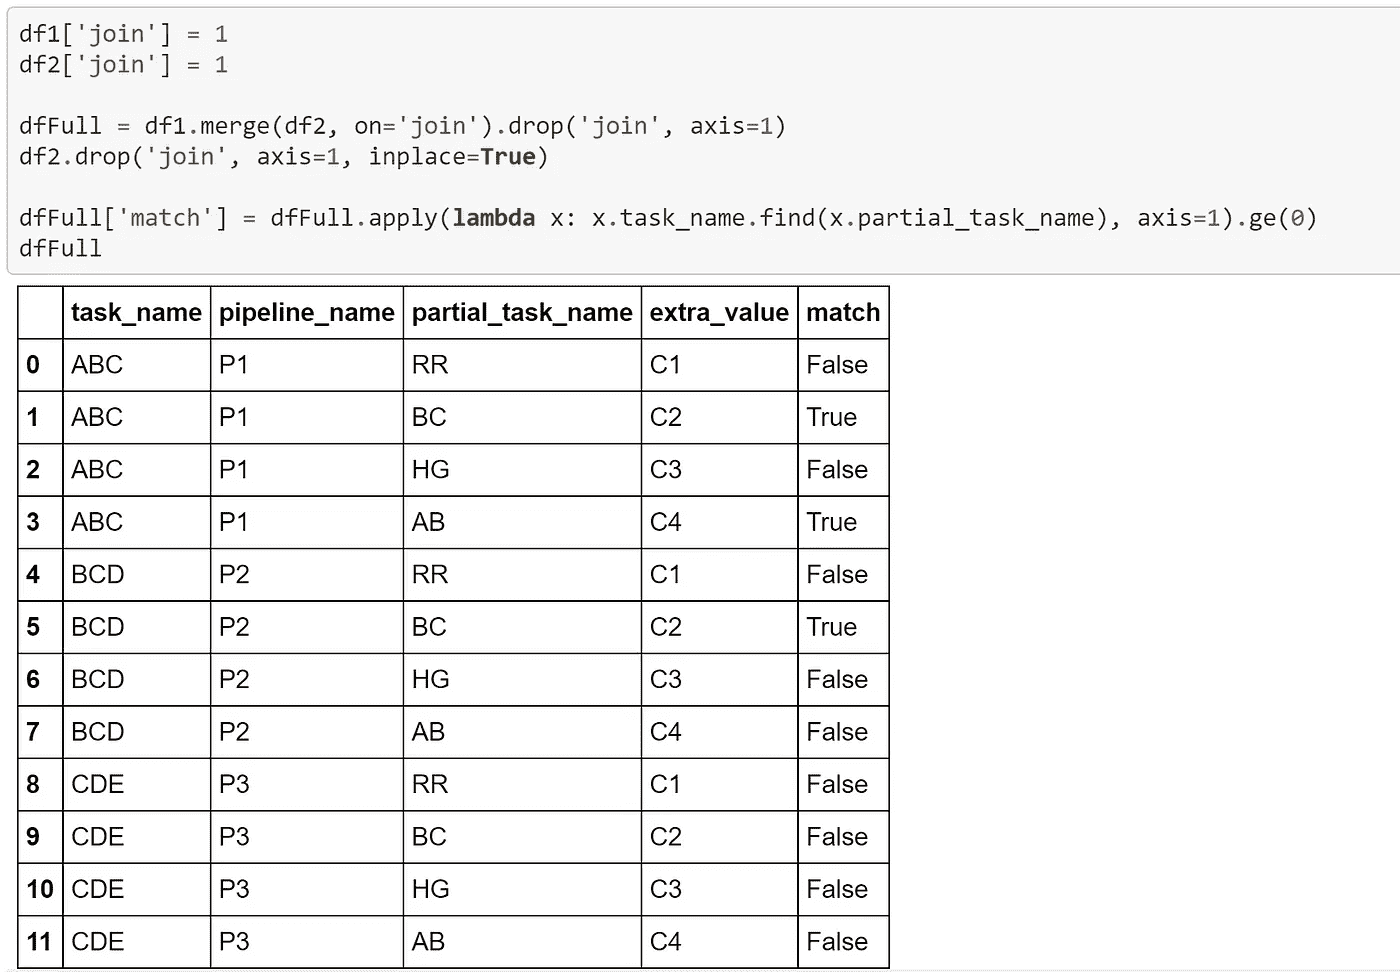 df1['join'] = 1
df2['join'] = 1
dfFull = df1.merge(df2, on='join').drop('join', axis=1)
df2.drop('join', axis=1, inplace=True)
dfFull['match'] = dfFull.apply(lambda x: x.task_name.find(x.partial_task_name), axis=1).ge(0)
dfFull
task_name pipeline_name partial_task_name extra_value match
0 ABC P1 RR C1 False
1 ABC P1 BC C2 True
2 ABC P1 HG C3 False
3 ABC P1 AB C4 True
4 BCD P2 RR C1 False
5 BCD P2 BC C2 True
6 BCD P2 HG C3 False
7 BCD P2 AB C4 False
8 CDE P3 RR C1 False
9 CDE P3 BC C2 False
10 CDE P3 HG C3 False
11 CDE P3 AB C4 False